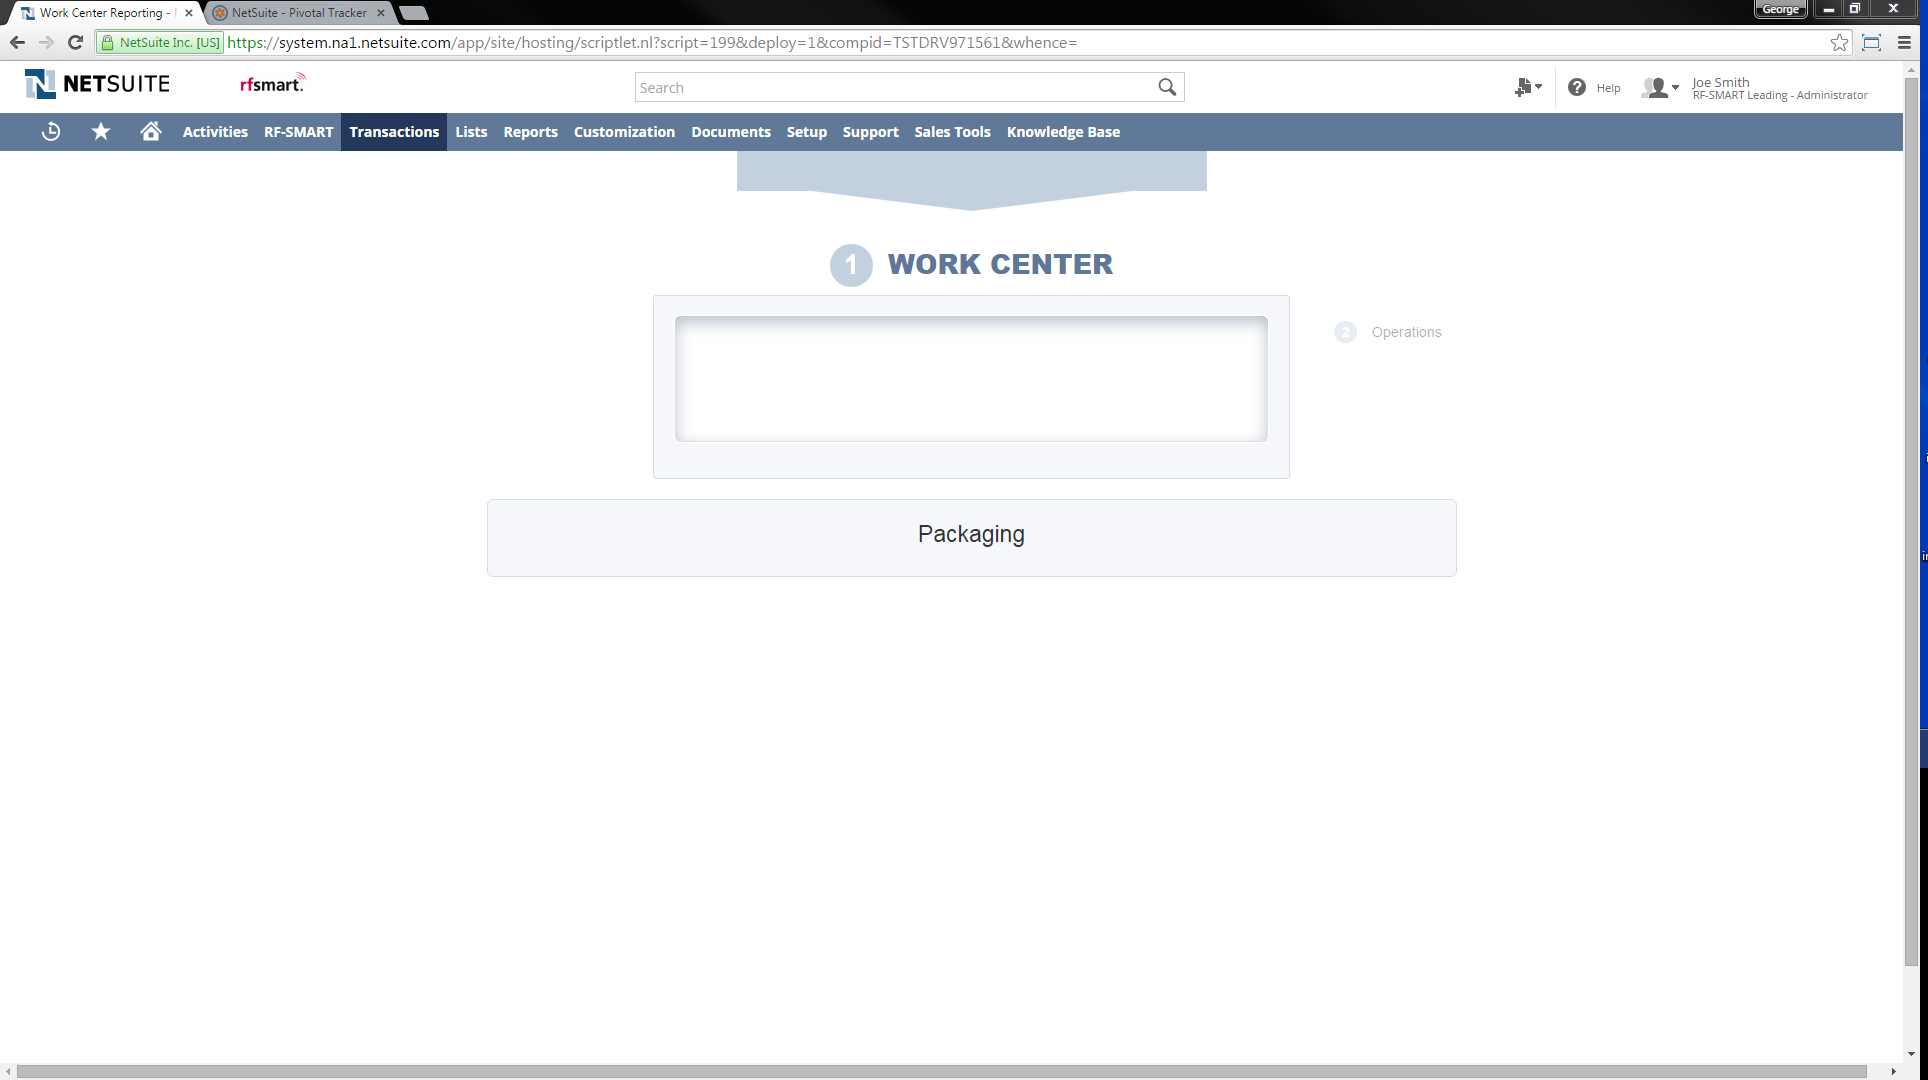 Work Center Reporting -
NetSuite - Pivotal Tracker
George
NetSuite Inc. [US]
https://system.na1.netsuite.com/app/site/hosting/scriptlet.nl?script=199&deploy=1&compid=TSTDRV971561&whence=
NETSUITE
rfsmart.
Search
Help
Joe Smith
RF-SMART Leading - Administrator
Activities RF-SMART Transactions Lists Reports Customization Documents Setup Support Sales Tools Knowledge Base
1 WORK CENTER
2 Operations
Packaging